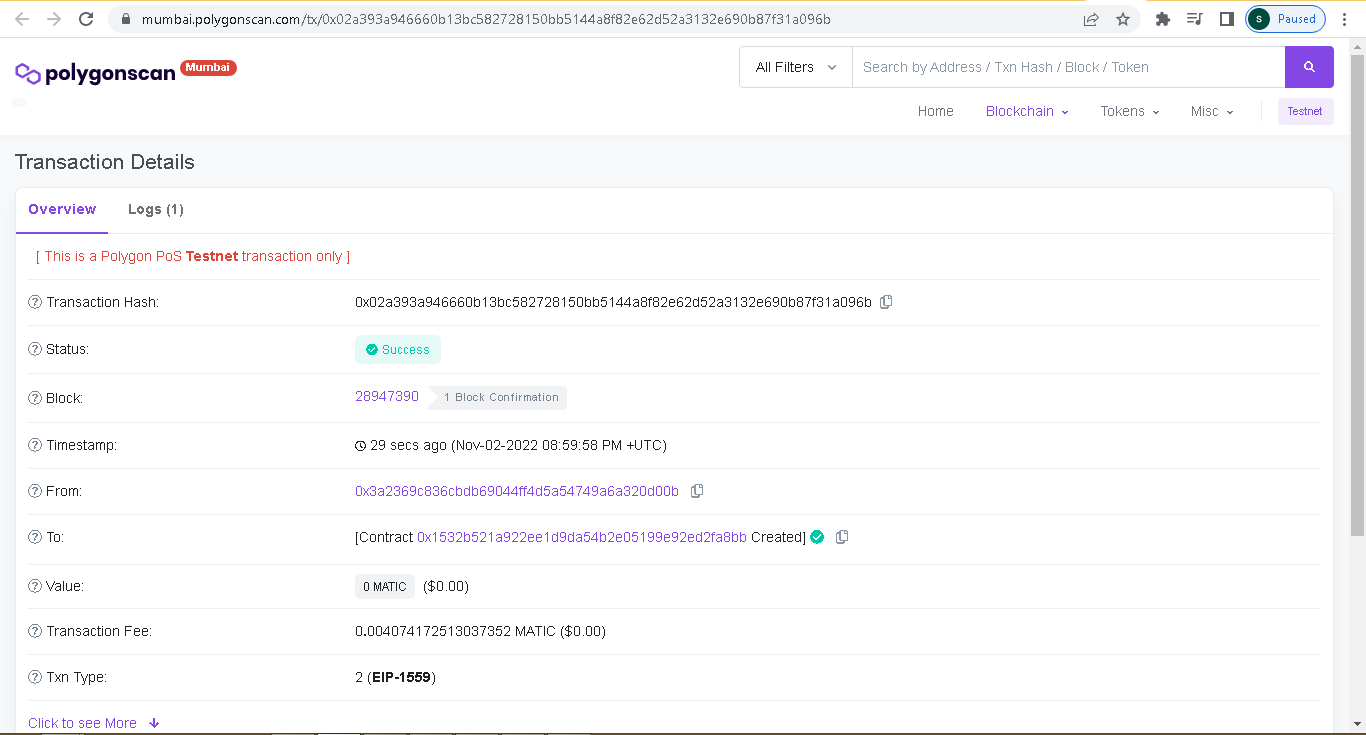 mumbai.polygonscan.com/tx/0x02a393a946660b13bc582728150bb5144a8f82e62d52a3132e690b87f31a096b
S Paused
polygonscan Mumbai
All Filters Search by Address / Txn Hash / Block / Token
Home Blockchain Tokens Misc Testnet
Transaction Details
Overview Logs (1)
[ This is a Polygon PoS Testnet transaction only ]
? Transaction Hash: 0x02a393a946660b13bc582728150bb5144a8f82e62d52a3132e690b87f31a096b
? Status: Success
? Block: 28947390 1 Block Confirmation
? Timestamp: 29 secs ago (Nov-02-2022 08:59:58 PM +UTC)
? From: 0x3a2369c836cbdb69044ff4d5a54749a6a320d00b
? To: [Contract 0x1532b521a922ee1d9da54b2e05199e92ed2fa8bb Created]
? Value: 0 MATIC ($0.00)
? Transaction Fee: 0.004074172513037352 MATIC ($0.00)
? Txn Type: 2 (EIP-1559)
Click to see More